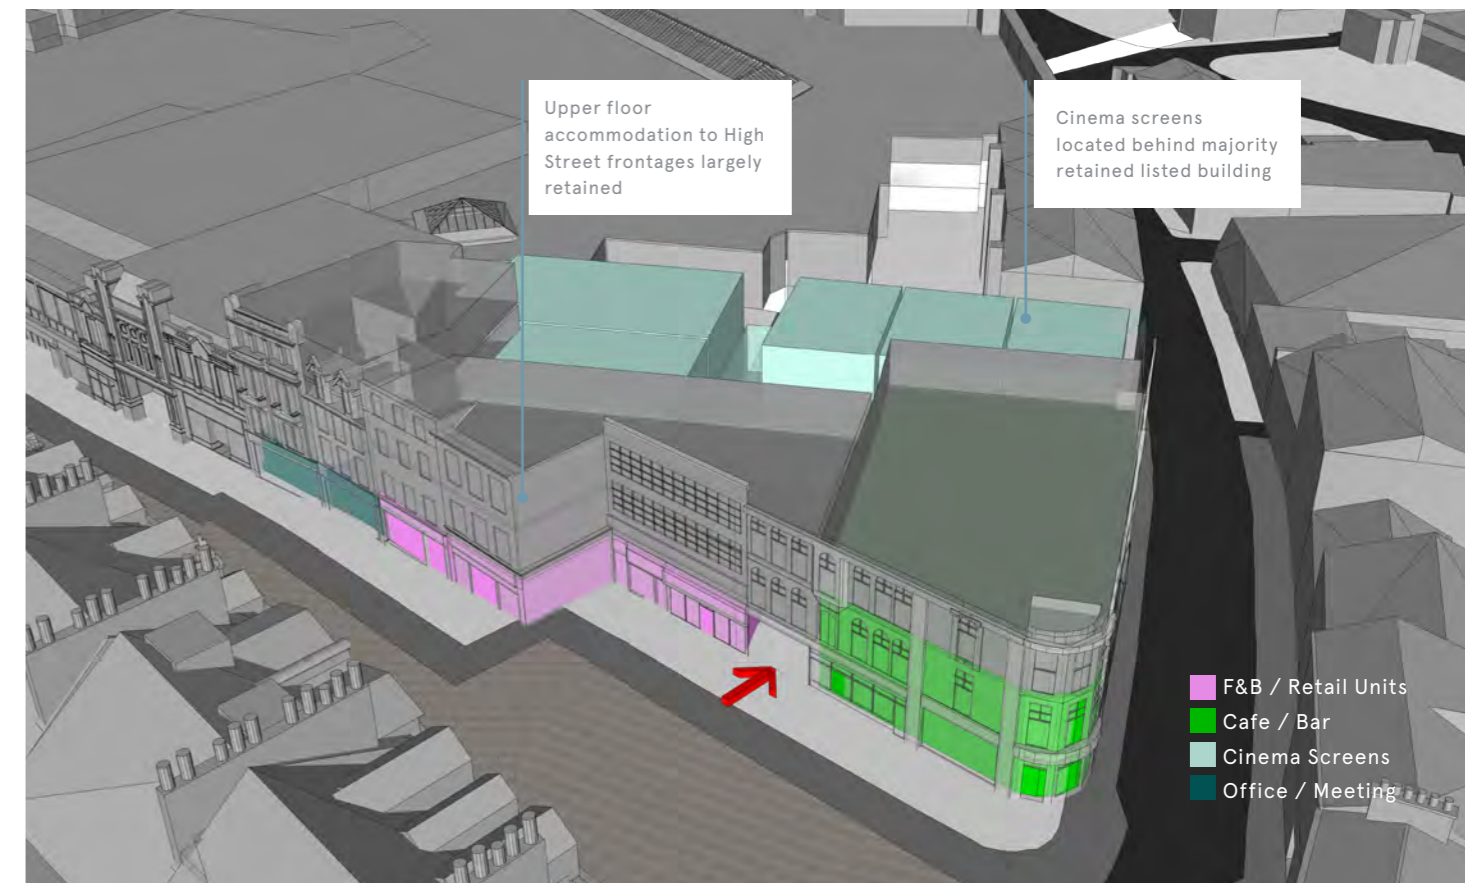 Upper floor
accommodation to High
Street frontages largely
retained
Cinema screens
located behind majority
retained listed building
F&B / Retail Units
Cafe / Bar
Cinema Screens
Office / Meeting